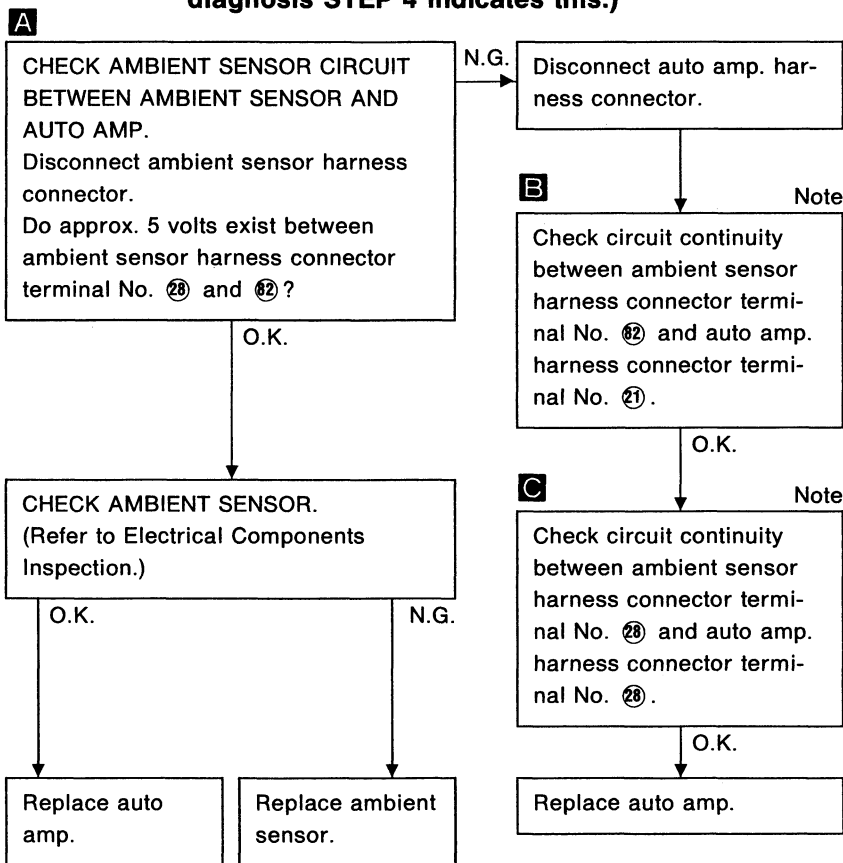 diagnosis STEP 4 indicates this.)
A
CHECK AMBIENT SENSOR CIRCUIT
BETWEEN AMBIENT SENSOR AND
AUTO AMP.
Disconnect ambient sensor harness
connector.
Do approx. 5 volts exist between
ambient sensor harness connector
terminal No. ㉘ and 82 ?
N.G.
Disconnect auto amp. har-
ness connector.
O.K.
B
Note
Check circuit continuity
between ambient sensor
harness connector termi-
nal No. 82 and auto amp.
harness connector termi-
nal No. ㉑ .
O.K.
CHECK AMBIENT SENSOR.
(Refer to Electrical Components
Inspection.)
O.K.
N.G.
C
Note
Check circuit continuity
between ambient sensor
harness connector termi-
nal No. ㉘ and auto amp.
harness connector termi-
nal No. ㉘ .
O.K.
Replace auto
amp.
Replace ambient
sensor.
Replace auto amp.